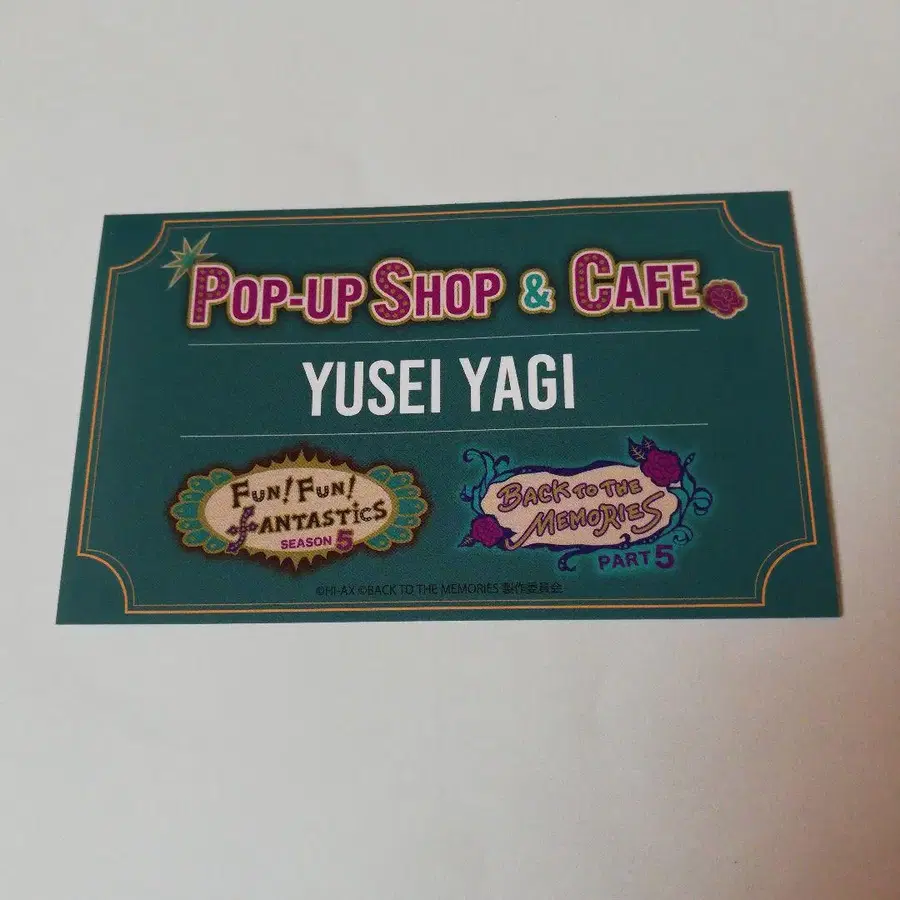 POP-UP SHOP & CAFE
YUSEI YAGI
FUN! FUN!
FANTASTICS
SEASON 5
BACK TO THE
MEMORIES
PART 5
©HI-AX ©BACK TO THE MEMORIES 製作委員会